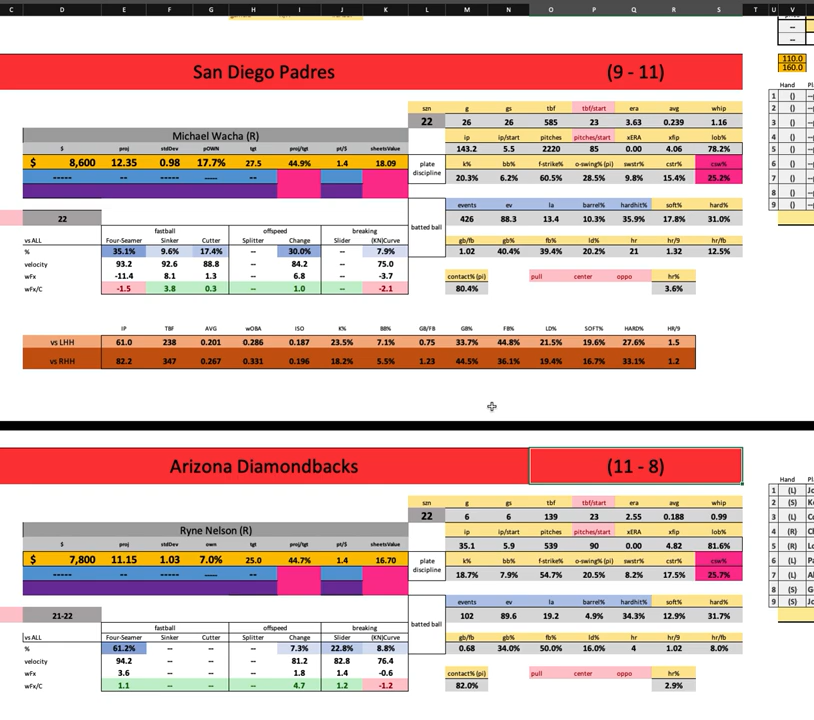 C D E F G H I J K L M N O P Q R S T U V W
--
--
San Diego Padres (9 - 11)
110.0
160.0
Hand
szn g gs tbf tbf/start era avg whip
1 ()
22 26 26 585 23 3.63 0.239 1.16
2 ()
Michael Wacha (R)
ip ip/start pitches pitches/start xERA xfip lob%
3 ()
4 ()
$ proj stdDev pOWN tgt proj/tgt pt/$ sheetsValue
143.2 5.5 2220 85 0.00 4.06 78.2%
5 ()
$ 8,600 12.35 0.98 17.7% 27.5 44.9% 1.4 18.09
plate discipline
k% bb% f-strike% o-swing% (pi) swstr% cstr% csw%
6 ()
----- --- -- ---- --
20.3% 6.2% 60.5% 28.5% 9.8% 15.4% 25.2%
7 ()
8 ()
events ev la barrel% hardhit% soft% hard%
9 ()
22
batted ball
426 88.3 13.4 10.3% 35.9% 17.8% 31.0%
fastball offspeed breaking
vs ALL Four-Seamer Sinker Cutter Splitter Change Slider (KN)Curve
gb/fb gb% fb% ld% hr hr/9 hr/fb
% 35.1% 9.6% 17.4% -- 30.0% -- 7.9%
1.02 40.4% 39.4% 20.2% 21 1.32 12.5%
velocity 93.2 92.6 88.8 -- 84.2 -- 75.0
wFx -11.4 8.1 1.3 -- 6.8 -- -3.7
contact% (pi) pull center oppo hr%
wFx/C -1.5 3.8 0.3 -- 1.0 -- -2.1
80.4% 3.6%
IP TBF AVG wOBA ISO K% BB% GB/FB GB% FB% LD% SOFT% HARD% HR/9
vs LHH 61.0 238 0.201 0.286 0.187 23.5% 7.1% 0.75 33.7% 44.8% 21.5% 19.6% 27.6% 1.5
vs RHH 82.2 347 0.267 0.331 0.196 18.2% 5.5% 1.23 44.5% 36.1% 19.4% 16.7% 33.1% 1.2
Arizona Diamondbacks (11 - 8)
Hand Pl
1 (L) Jo
szn g gs tbf tbf/start era avg whip
2 (S)
22 6 6 139 23 2.55 0.188 0.99
3 (L)
Ryne Nelson (R)
ip ip/start pitches pitches/start xERA xfip lob%
4 (R)
$ proj stdDev own tgt proj/tgt pt/$ sheetsValue
35.1 5.9 539 90 0.00 4.82 81.6%
5 (R)
$ 7,800 11.15 1.03 7.0% 25.0 44.7% 1.4 16.70
plate discipline
k% bb% f-strike% o-swing% (pi) swstr% cstr% csw%
6 (L)
----- --- -- ---- --
18.7% 7.9% 54.7% 20.5% 8.2% 17.5% 25.7%
7 (L)
8 (S)
events ev la barrel% hardhit% soft% hard%
9 (S) Jo
21-22
batted ball
102 89.6 19.2 4.9% 34.3% 12.9% 31.7%
fastball offspeed breaking
vs ALL Four-Seamer Sinker Cutter Splitter Change Slider (KN)Curve
gb/fb gb% fb% ld% hr hr/9 hr/fb
% 61.2% -- -- -- 7.3% 22.8% 8.8%
0.68 34.0% 50.0% 16.0% 4 1.02 8.0%
velocity 94.2 -- -- -- 81.2 82.8 76.4
wFx 3.6 -- -- -- 1.8 1.4 -0.6
contact% (pi) pull center oppo hr%
wFx/C 1.1 -- -- -- 4.7 1.2 -1.2
82.0% 2.9%